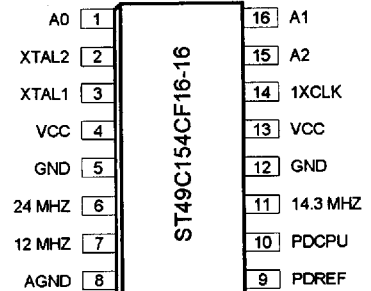 A0 1 16 A1
XTAL2 2 15 A2
XTAL1 3 14 1XCLK
VCC 4 13 VCC
GND 5 12 GND
24 MHZ 6 11 14.3 MHZ
12 MHZ 7 10 PDCPU
AGND 8 9 PDREF
ST49C154CF16-16